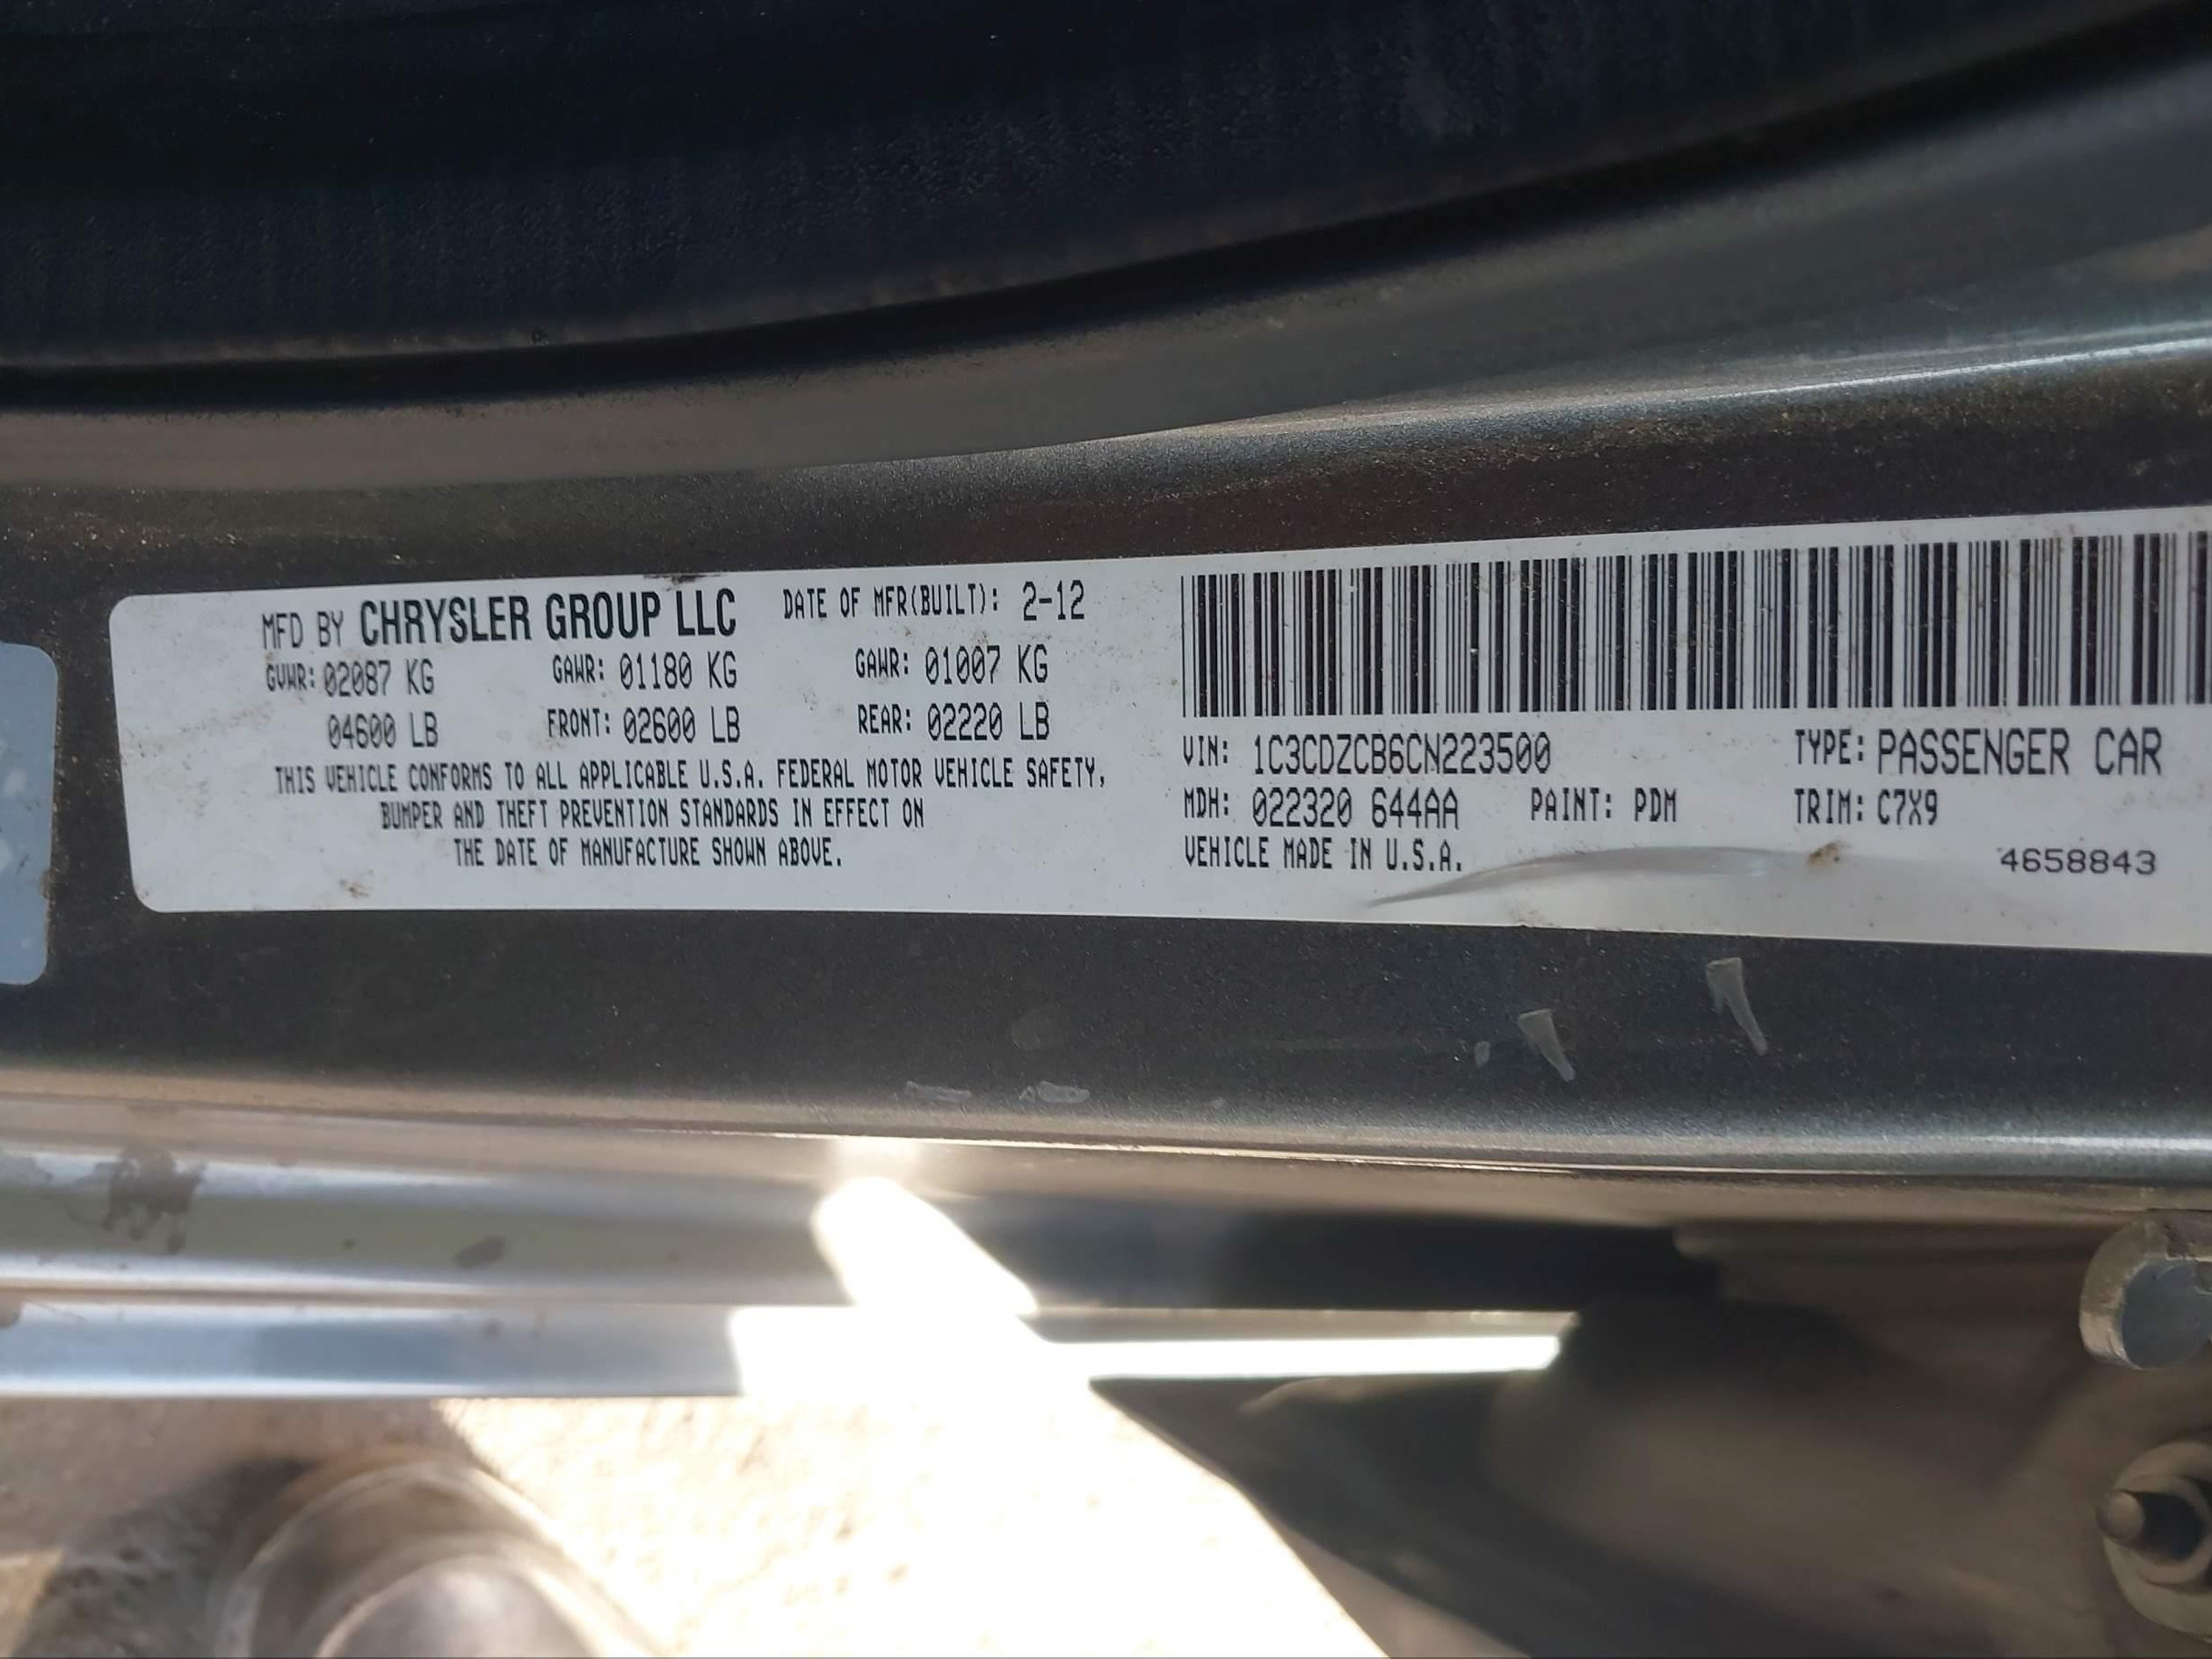 MFD BY CHRYSLER GROUP LLC DATE OF MFR(BUILT): 2-12
GVWR: 02087 KG GAWR: 01180 KG GAWR: 01007 KG
04600 LB FRONT: 02600 LB REAR: 02220 LB
THIS VEHICLE CONFORMS TO ALL APPLICABLE U.S.A. FEDERAL MOTOR VEHICLE SAFETY,
BUMPER AND THEFT PREVENTION STANDARDS IN EFFECT ON
THE DATE OF MANUFACTURE SHOWN ABOVE.
VIN: 1C3CDZCB6CN223500 TYPE: PASSENGER CAR
MDH: 022320 644AA PAINT: PDM TRIM: C7X9
VEHICLE MADE IN U.S.A. 4658843